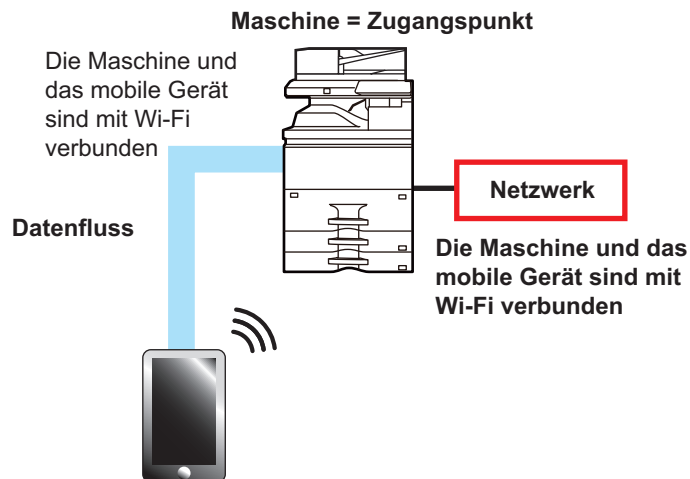 Maschine = Zugangspunkt
Die Maschine und
das mobile Gerät
sind mit Wi-Fi
verbunden
Netzwerk
Datenfluss
Die Maschine und das
mobile Gerät sind mit
Wi-Fi verbunden